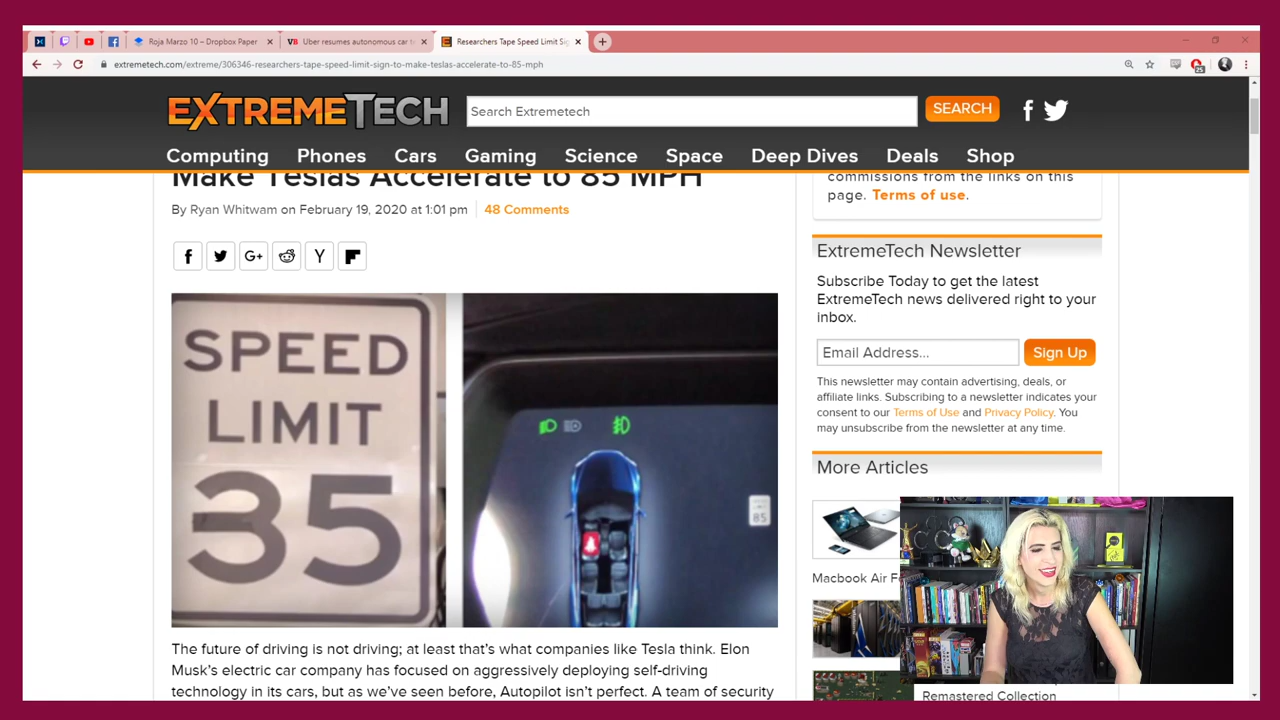 Roja Marzo 10 – Dropbox Paper
VB Uber resumes autonomous car t
Researchers Tape Speed Limit Sig
extremetech.com/extreme/306346-researchers-tape-speed-limit-sign-to-make-teslas-accelerate-to-85-mph
EXTREMETECH
Search Extremetech
SEARCH
Computing Phones Cars Gaming Science Space Deep Dives Deals Shop
Make Teslas Accelerate to 85 MPH
By Ryan Whitwam on February 19, 2020 at 1:01 pm
48 Comments
G+
Y
SPEED
LIMIT
35
85
The future of driving is not driving; at least that's what companies like Tesla think. Elon
Musk's electric car company has focused on aggressively deploying self-driving
technology in its cars, but as we've seen before, Autopilot isn't perfect. A team of security
commissions from the links on this
page. Terms of use.
ExtremeTech Newsletter
Subscribe Today to get the latest
ExtremeTech news delivered right to your
inbox.
Email Address...
Sign Up
This newsletter may contain advertising, deals, or
affiliate links. Subscribing to a newsletter indicates your
consent to our Terms of Use and Privacy Policy. You
may unsubscribe from the newsletter at any time.
More Articles
Macbook Air
Remastered Collection